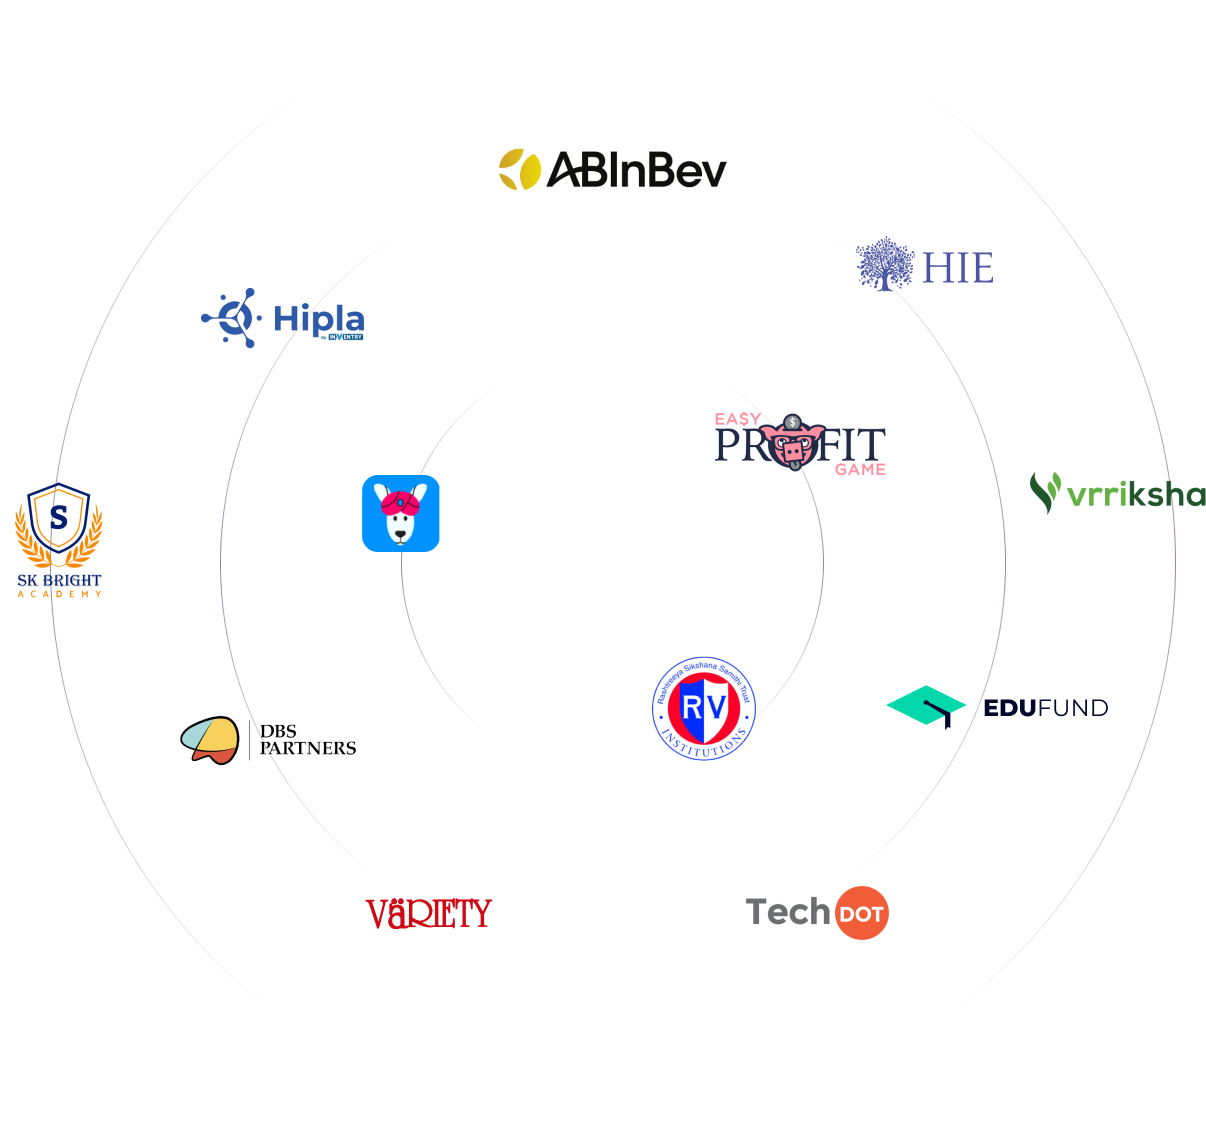 ABInBev
HIE
Hipla
by INVENTRY
EA$Y
PROFIT
GAME
$
vrriksha
S
SK BRIGHT
ACADEMY
Rashtreeya Sikshana Samithi Trust
RV
INSTITUTIONS
EDUFUND
DBS
PARTNERS
VäRIETY
Tech DOT